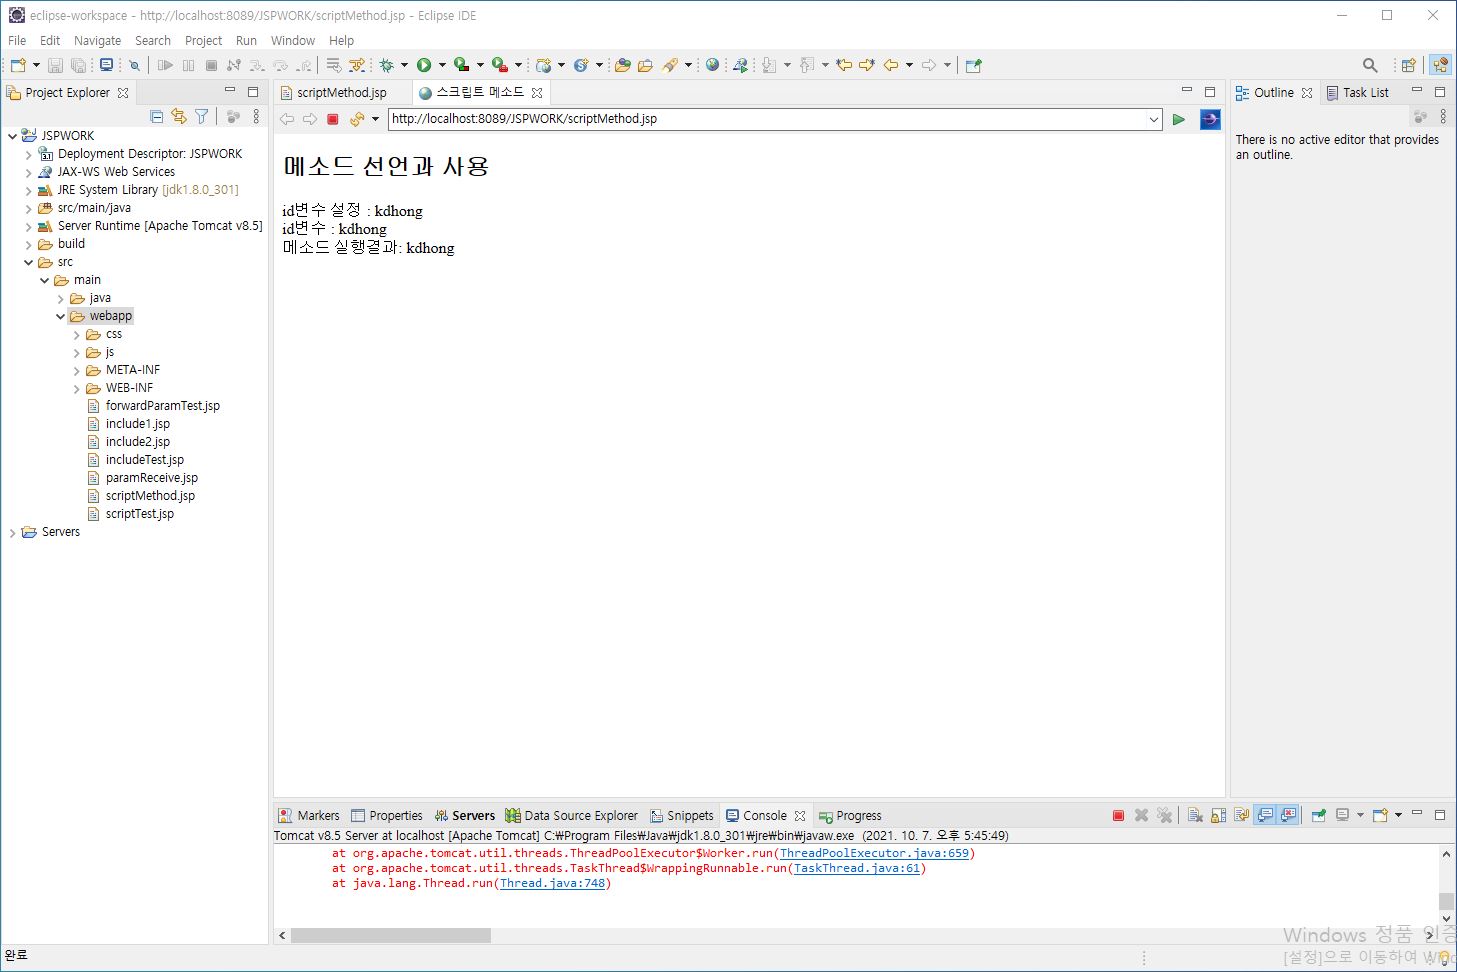 eclipse-workspace - http://localhost:8089/JSPWORK/scriptMethod.jsp - Eclipse IDE
File Edit Navigate Search Project Run Window Help
Project Explorer
JSPWORK
Deployment Descriptor: JSPWORK
JAX-WS Web Services
JRE System Library [jdk1.8.0_301]
src/main/java
Server Runtime [Apache Tomcat v8.5]
build
src
main
java
webapp
css
js
META-INF
WEB-INF
forwardParamTest.jsp
include1.jsp
include2.jsp
includeTest.jsp
paramReceive.jsp
scriptMethod.jsp
scriptTest.jsp
Servers
scriptMethod.jsp 스크립트 메소드
http://localhost:8089/JSPWORK/scriptMethod.jsp
메소드 선언과 사용
id변수 설정 : kdhong
id변수 : kdhong
메소드 실행결과: kdhong
Outline Task List
There is no active editor that provides
an outline.
Markers Properties Servers Data Source Explorer Snippets Console Progress
Tomcat v8.5 Server at localhost [Apache Tomcat] C:₩Program Files₩Java₩jdk1.8.0_301₩jre₩bin₩javaw.exe (2021. 10. 7. 오후 5:45:49)
at org.apache.tomcat.util.threads.ThreadPoolExecutor$Worker.run(ThreadPoolExecutor.java:659)
at org.apache.tomcat.util.threads.TaskThread$WrappingRunnable.run(TaskThread.java:61)
at java.lang.Thread.run(Thread.java:748)
Windows 정품 인증
[설정]으로 이동하여 Wind
완료